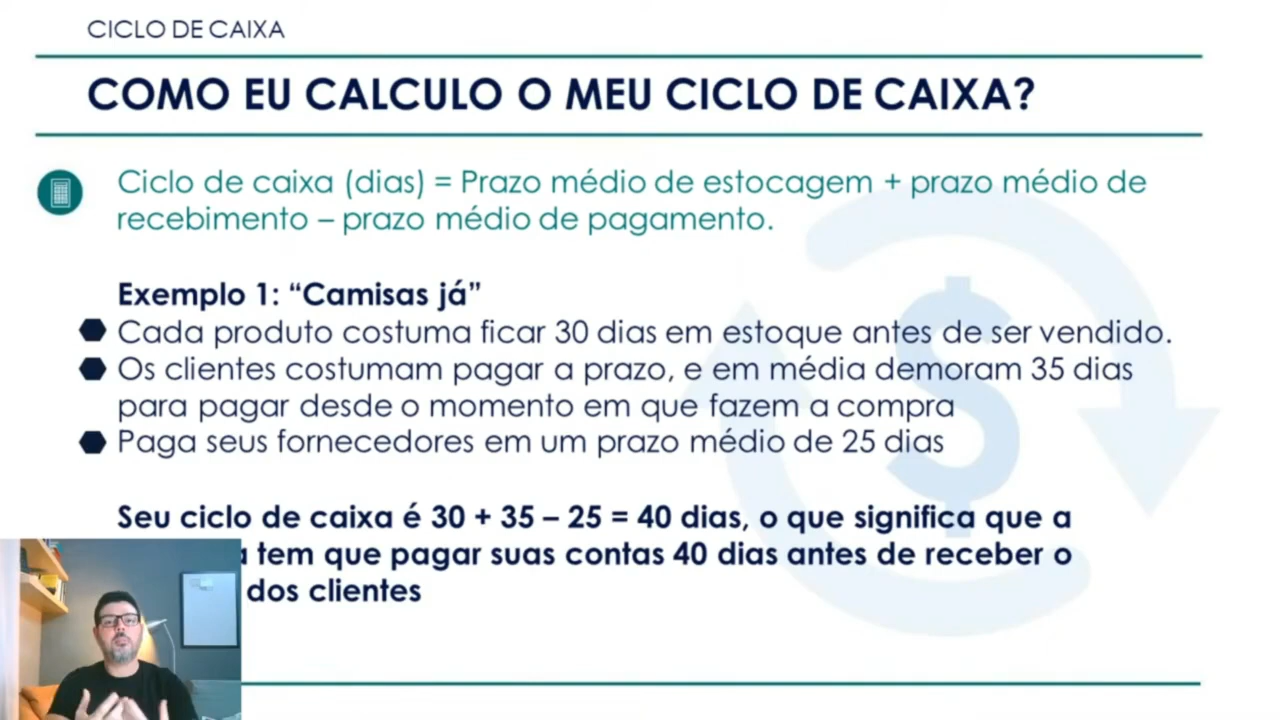 CICLO DE CAIXA
COMO EU CALCULO O MEU CICLO DE CAIXA?
Ciclo de caixa (dias) = Prazo médio de estocagem + prazo médio de
recebimento – prazo médio de pagamento.
Exemplo 1: “Camisas já”
Cada produto costuma ficar 30 dias em estoque antes de ser vendido.
Os clientes costumam pagar a prazo, e em média demoram 35 dias
para pagar desde o momento em que fazem a compra
Paga seus fornecedores em um prazo médio de 25 dias
Seu ciclo de caixa é 30 + 35 – 25 = 40 dias, o que significa que a
tem que pagar suas contas 40 dias antes de receber o
dos clientes